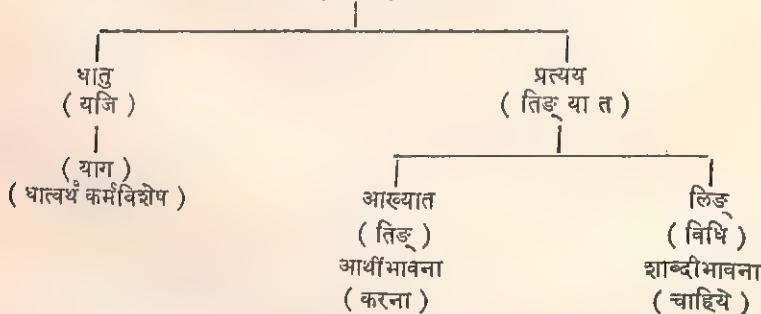 धातु
( यजि )
( याग )
( धात्वर्थ कर्मविशेष )
प्रत्यय
( तिङ् या त )
आख्यात
( तिङ् )
आर्थीभावना
( करना )
लिङ्
( विधि )
शाब्दीभावना
( चाहिये )